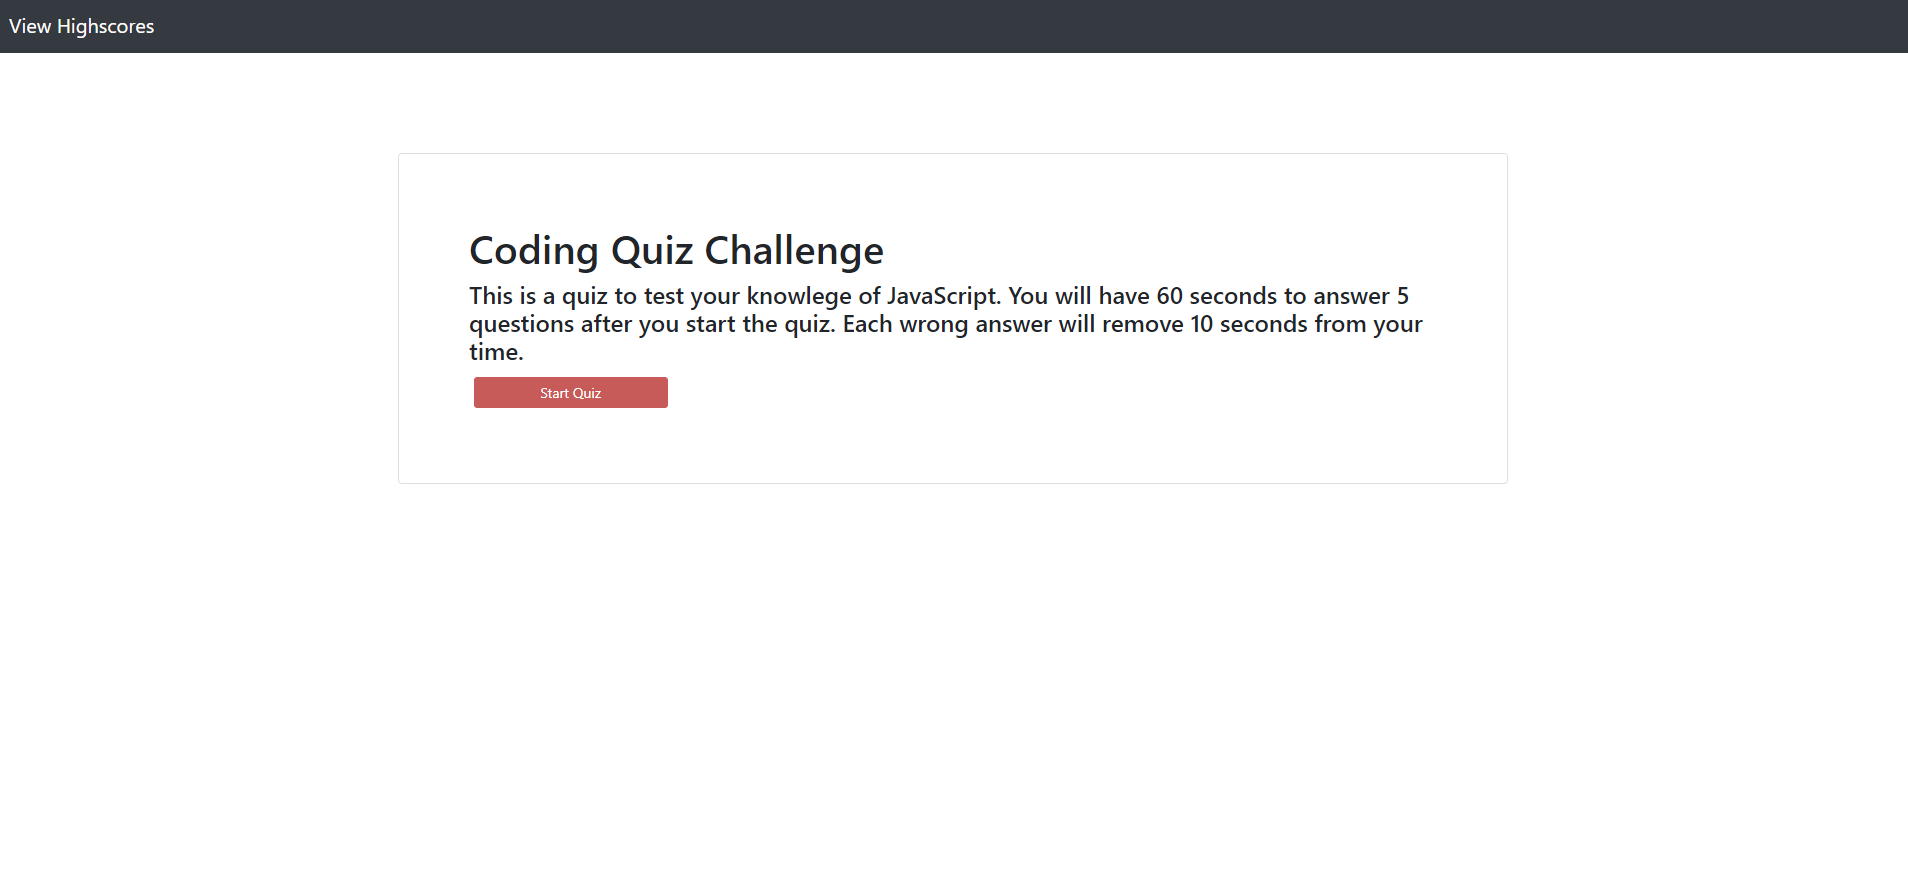 View Highscores
Coding Quiz Challenge
This is a quiz to test your knowlege of JavaScript. You will have 60 seconds to answer 5
questions after you start the quiz. Each wrong answer will remove 10 seconds from your
time.
Start Quiz